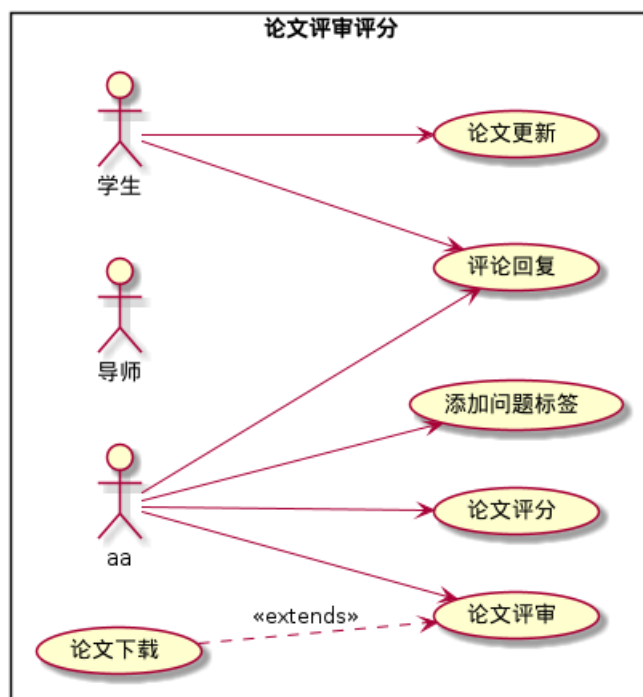 论文评审评分
学生
论文更新
评论回复
导师
添加问题标签
aa
论文评分
论文评审
«extends»
论文下载